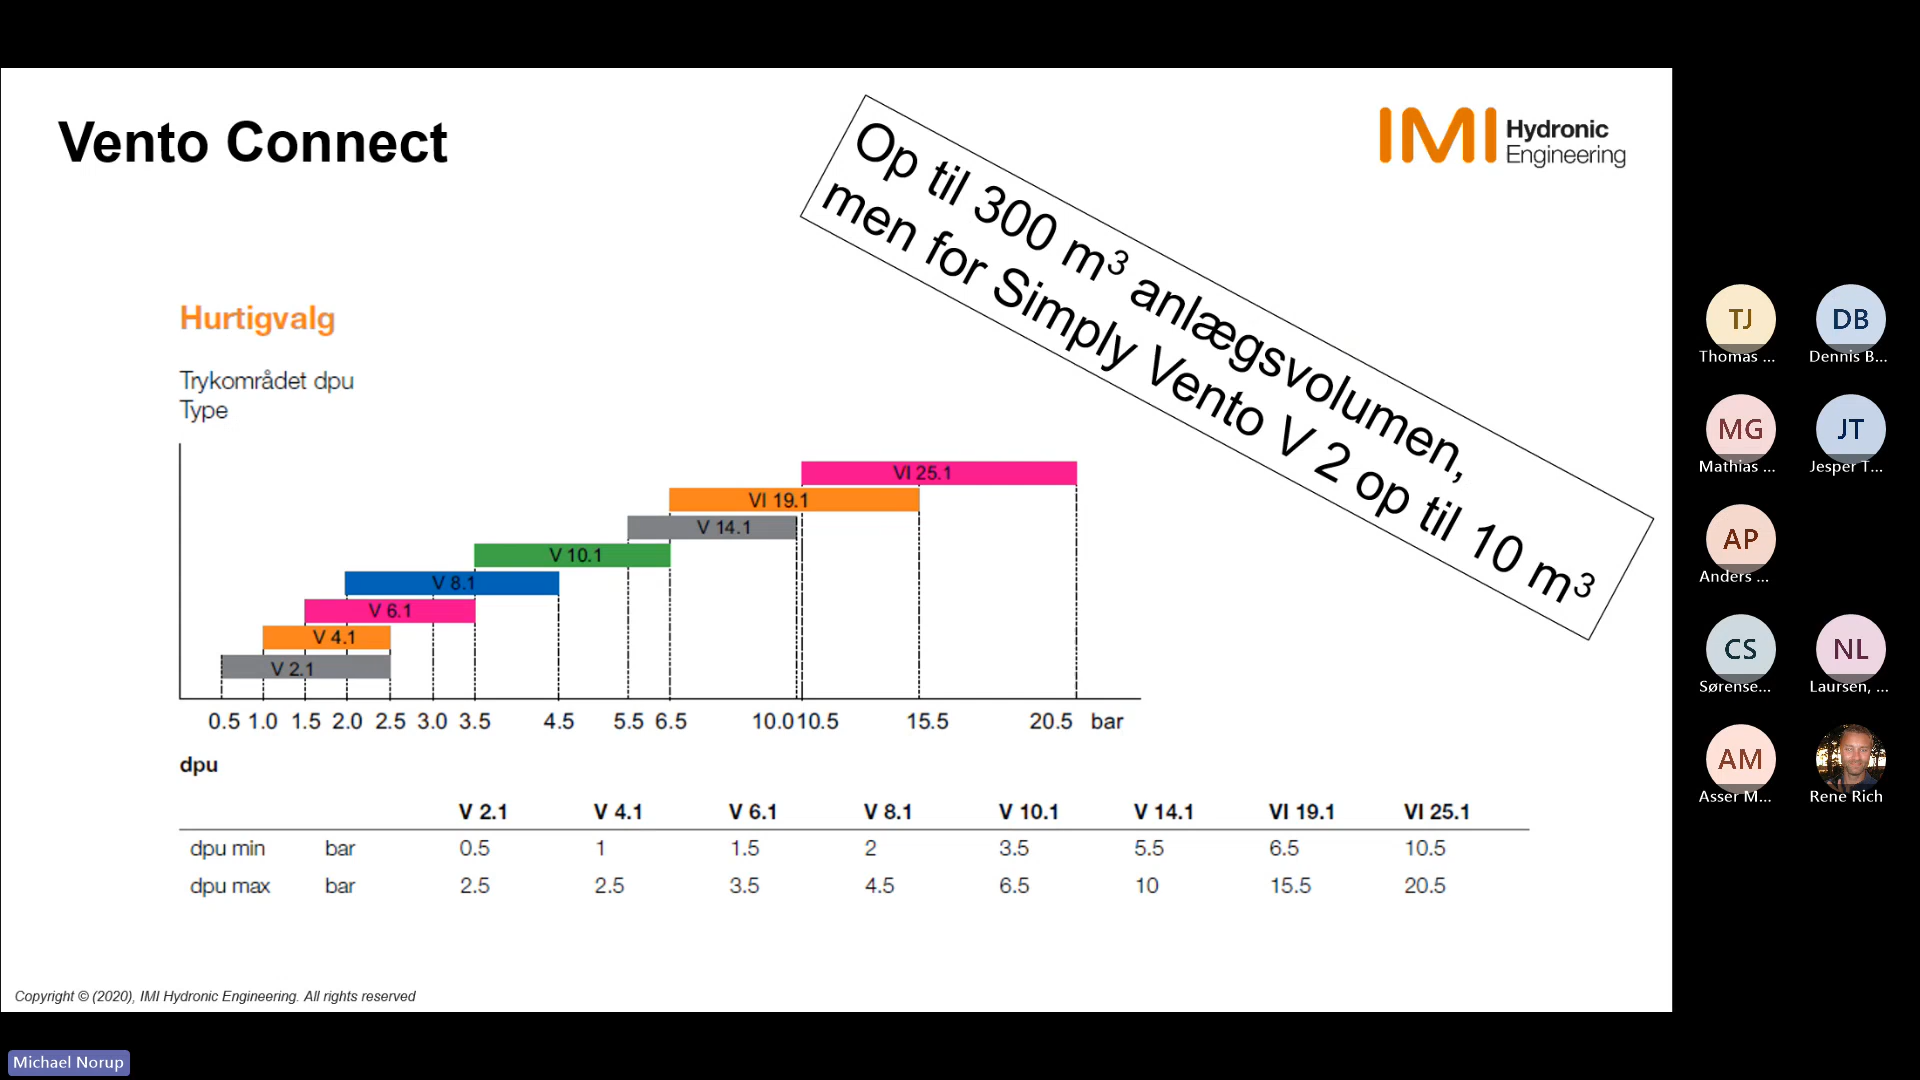 Vento Connect
IMI Hydronic
Engineering
Op til 300 m³ anlægsvolumen,
men for Simply Vento V 2 op til 10 m³
Hurtigvalg
Trykområdet dpu
Type
VI 25.1
VI 19.1
V 14.1
V 10.1
V 8.1
V 6.1
V 4.1
V 2.1
0.5 1.0 1.5 2.0 2.5 3.0 3.5 4.5 5.5 6.5 10.0 10.5 15.5 20.5 bar
dpu
V 2.1 V 4.1 V 6.1 V 8.1 V 10.1 V 14.1 VI 19.1 VI 25.1
dpu min bar 0.5 1 1.5 2 3.5 5.5 6.5 10.5
dpu max bar 2.5 2.5 3.5 4.5 6.5 10 15.5 20.5
Copyright © (2020), IMI Hydronic Engineering. All rights reserved
Michael Norup
TJ DB
Thomas ... Dennis B...
MG JT
Mathias ... Jesper T...
AP
Anders ...
CS NL
Sørense... Laursen, ...
AM
Asser M... Rene Rich